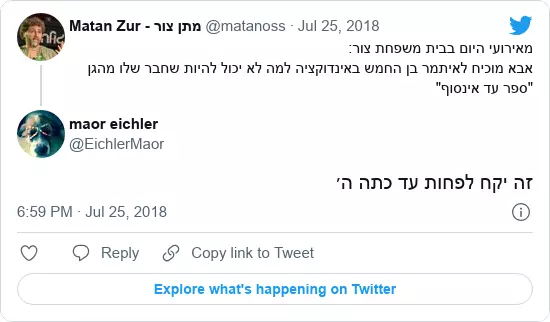 Matan Zur - מתן צור @matanoss · Jul 25, 2018
מאירועי היום בבית משפחת צור:
אבא מוכיח לאיתמר בן החמש באינדוקציה למה לא יכול להיות שחבר שלו מהגן
"ספר עד אינסוף"
maor eichler
@EichlerMaor
זה יקח לפחות עד כתה ה׳
6:59 PM · Jul 25, 2018
Reply Copy link to Tweet
Explore what's happening on Twitter